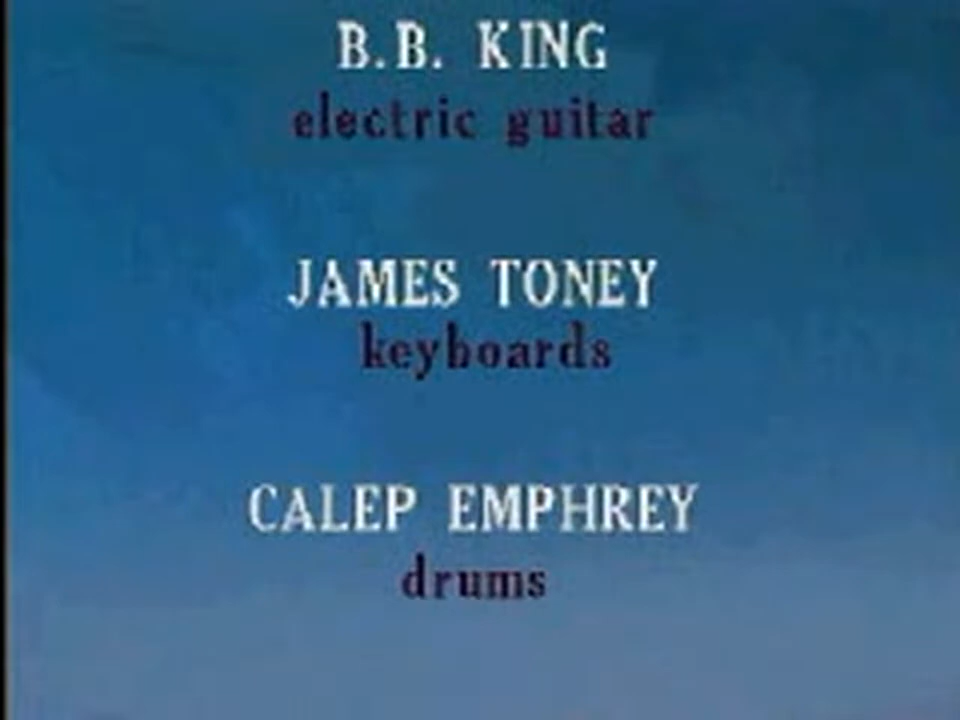 B.B. KING
electric guitar
JAMES TONEY
keyboards
CALEP EMPHREY
drums